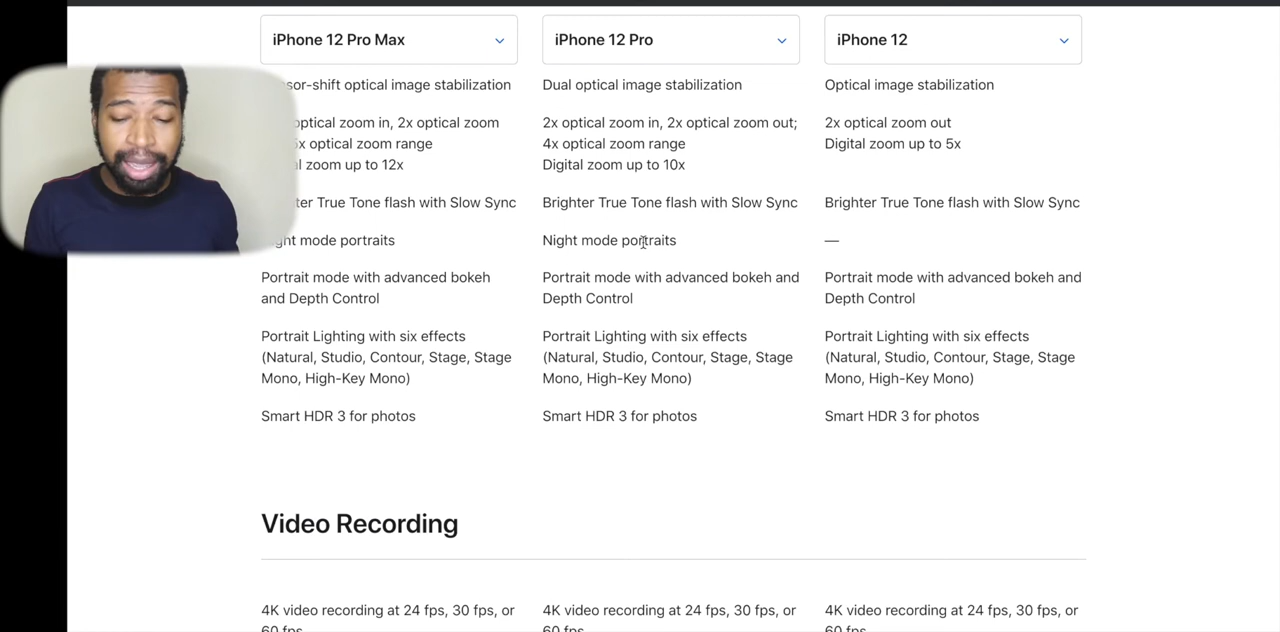 iPhone 12 Pro Max
iPhone 12 Pro
iPhone 12
optical image stabilization
Dual optical image stabilization
Optical image stabilization
optical zoom in, 2x optical zoom
optical zoom range
zoom up to 12x
2x optical zoom in, 2x optical zoom out;
4x optical zoom range
Digital zoom up to 10x
2x optical zoom out
Digital zoom up to 5x
True Tone flash with Slow Sync
Brighter True Tone flash with Slow Sync
Brighter True Tone flash with Slow Sync
mode portraits
Night mode portraits
—
Portrait mode with advanced bokeh
and Depth Control
Portrait mode with advanced bokeh and
Depth Control
Portrait mode with advanced bokeh and
Depth Control
Portrait Lighting with six effects
(Natural, Studio, Contour, Stage, Stage
Mono, High-Key Mono)
Portrait Lighting with six effects
(Natural, Studio, Contour, Stage, Stage
Mono, High-Key Mono)
Portrait Lighting with six effects
(Natural, Studio, Contour, Stage, Stage
Mono, High-Key Mono)
Smart HDR 3 for photos
Smart HDR 3 for photos
Smart HDR 3 for photos
Video Recording
4K video recording at 24 fps, 30 fps, or
60 fps
4K video recording at 24 fps, 30 fps, or
60 fps
4K video recording at 24 fps, 30 fps, or
60 fps